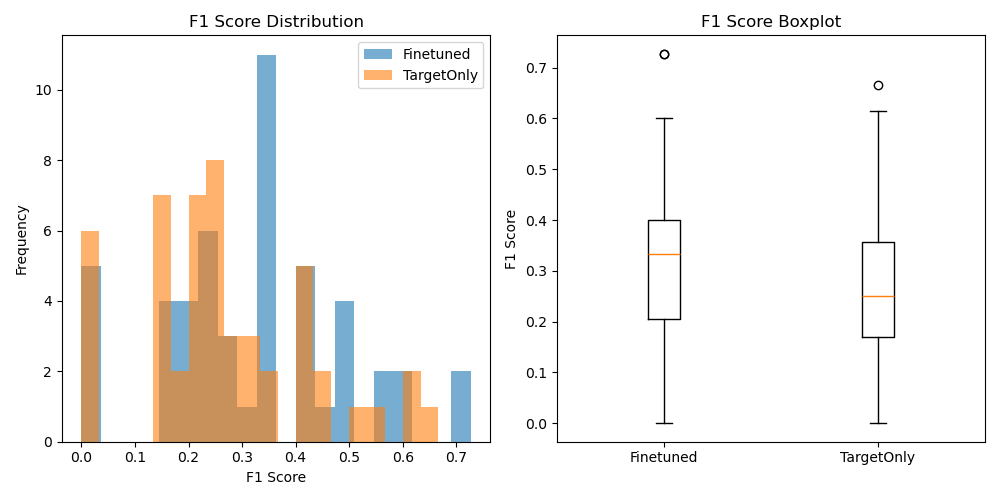 F1 Score Distribution
Finetuned
TargetOnly
Frequency
10
8
6
4
2
0
0.0 0.1 0.2 0.3 0.4 0.5 0.6 0.7
F1 Score
F1 Score Boxplot
F1 Score
0.7
0.6
0.5
0.4
0.3
0.2
0.1
0.0
Finetuned TargetOnly